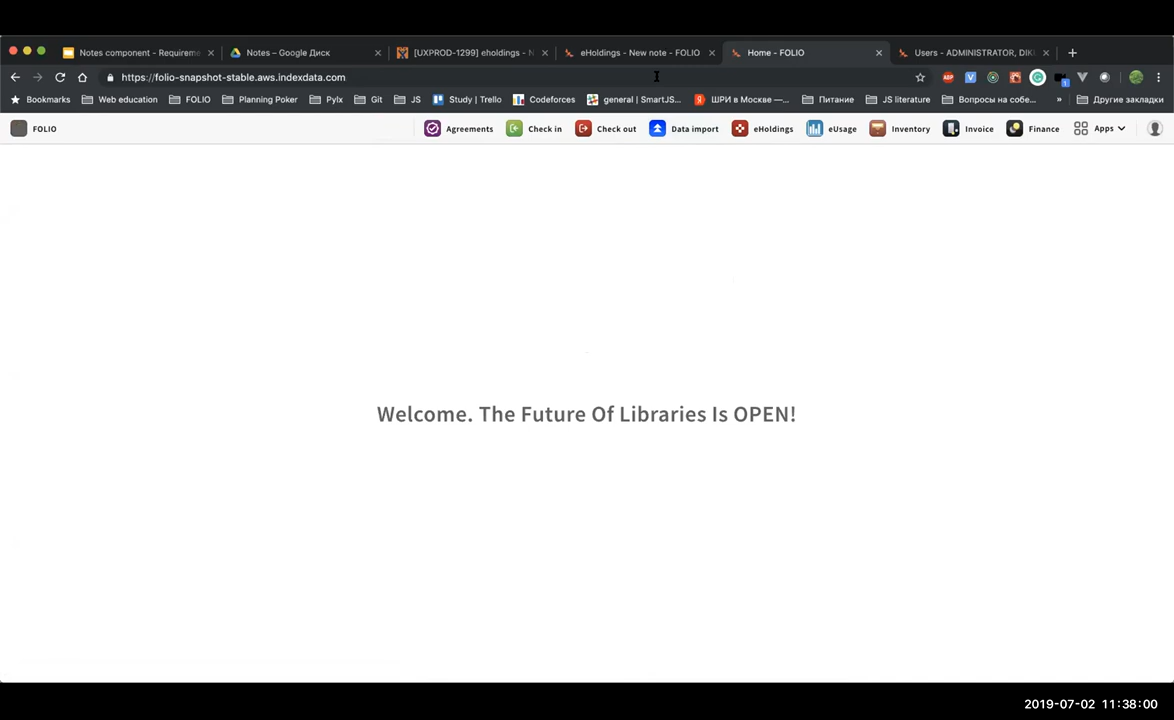 Notes component - Requireme
Notes – Google Диск
[UXPROD-1299] eholdings - N
eHoldings - New note - FOLIO
Home - FOLIO
Users - ADMINISTRATOR, DIK
https://folio-snapshot-stable.aws.indexdata.com
Bookmarks
Web education
FOLIO
Planning Poker
Pylx
Git
JS
Study | Trello
Codeforces
general | SmartJS...
ШРИ в Москве —...
Питание
JS literature
Вопросы на собе...
»
Другие закладки
FOLIO
Agreements
Check in
Check out
Data import
eHoldings
eUsage
Inventory
Invoice
Finance
Apps
Welcome. The Future Of Libraries Is OPEN!
2019-07-02 11:38:00